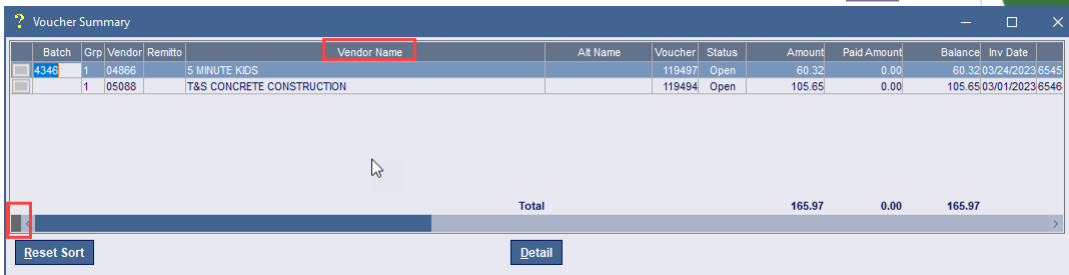 ? Voucher Summary
Batch Grp Vendor Remitto Vendor Name Alt Name Voucher Status Amount Paid Amount Balance Inv Date
4346 1 04866 5 MINUTE KIDS 119497 Open 60.32 0.00 60.32 03/24/2023 6545
1 05088 T&S CONCRETE CONSTRUCTION 119494 Open 105.65 0.00 105.65 03/01/2023 6546
Total 165.97 0.00 165.97
Reset Sort Detail